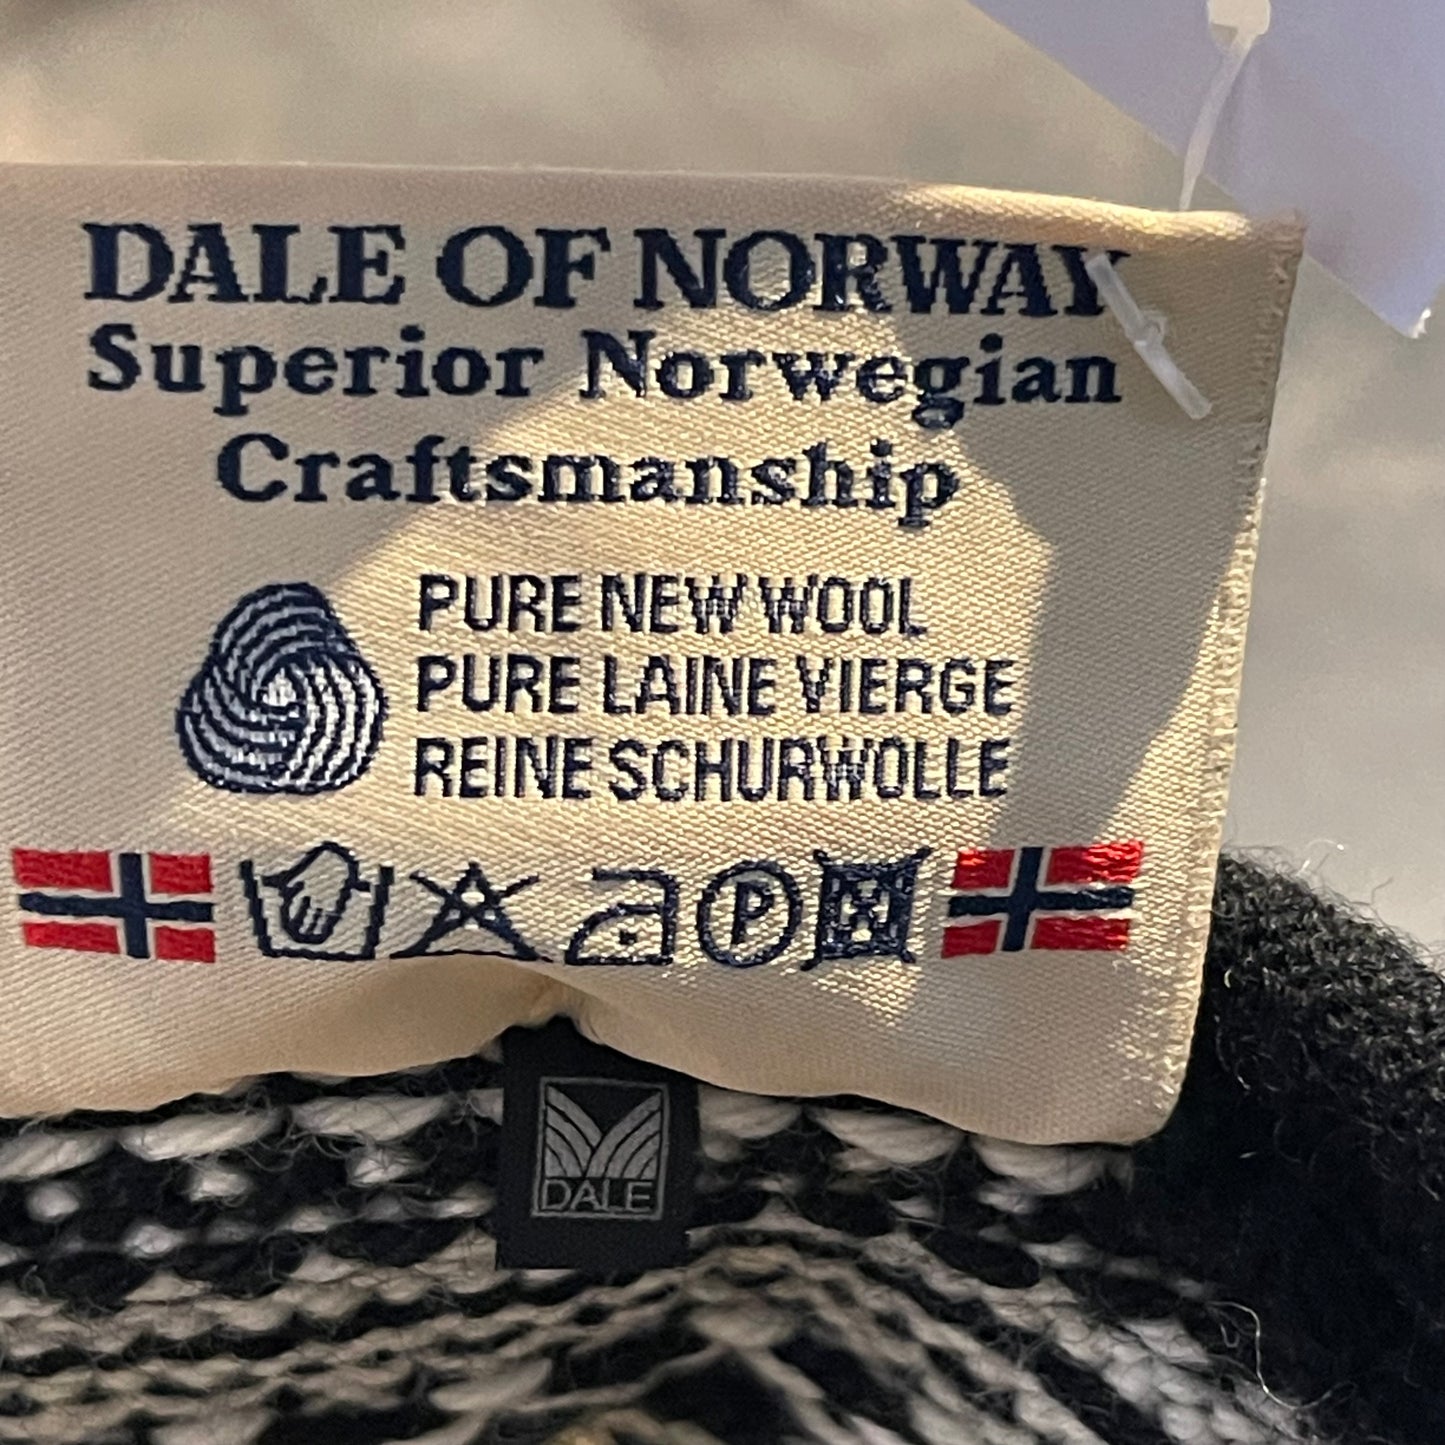 DALE OF NORWAY
Superior Norwegian
Craftsmanship
PURE NEW WOOL
PURE LAINE VIERGE
REINE SCHURWOLLE
P
DALE